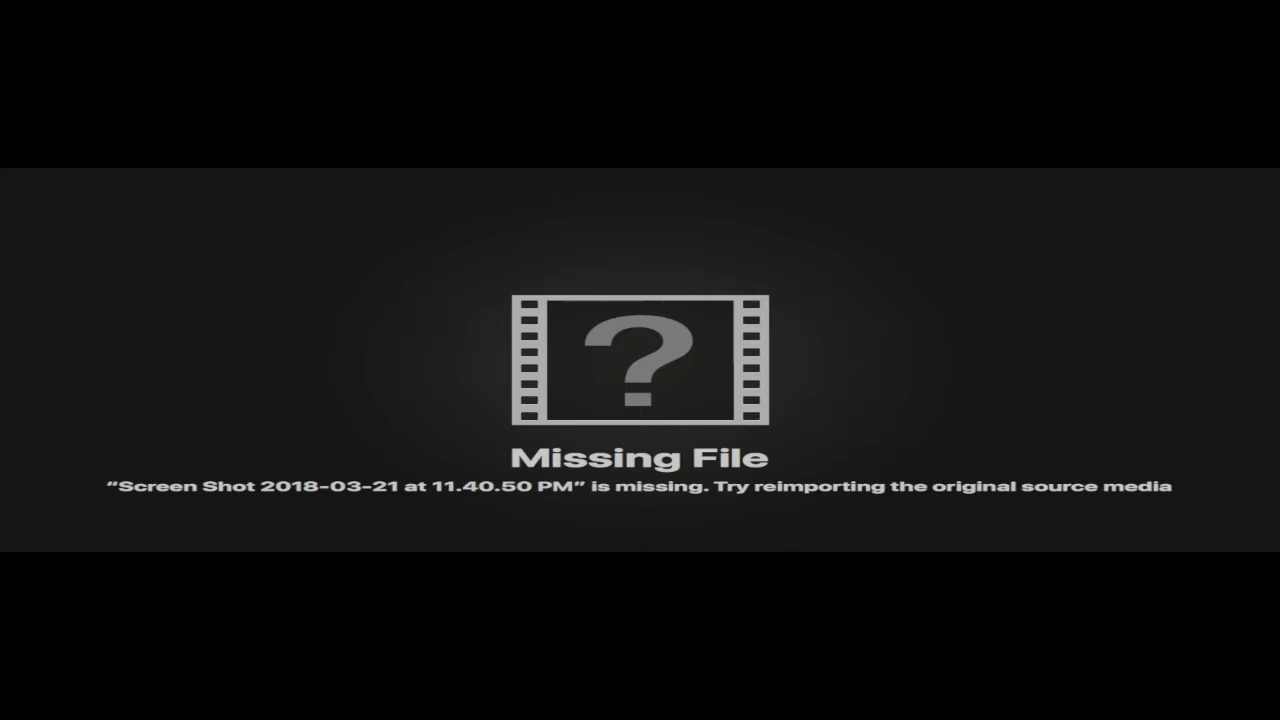 ?
Missing File
“Screen Shot 2018-03-21 at 11.40.50 PM” is missing. Try reimporting the original source media